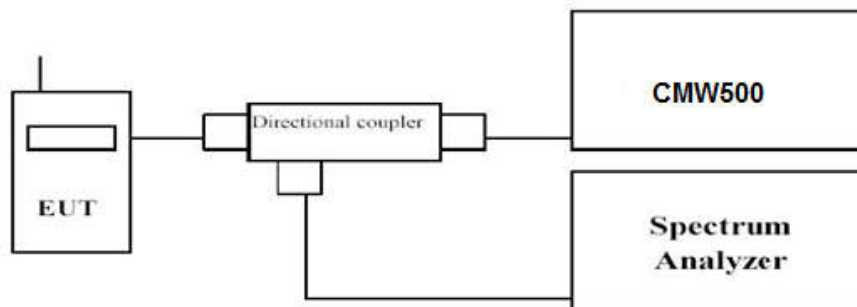 CMW500
Directional coupler
EUT
Spectrum
Analyzer